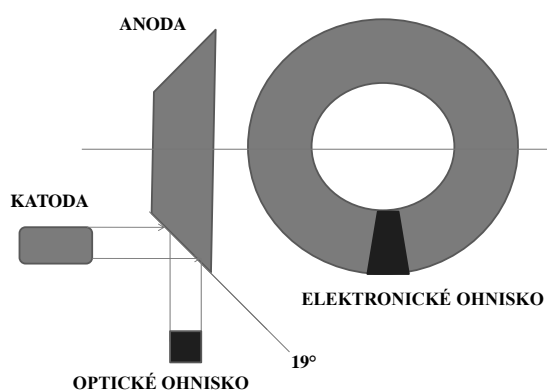 ANODA
KATODA
ELEKTRONICKÉ OHNISKO
19°
OPTICKÉ OHNISKO